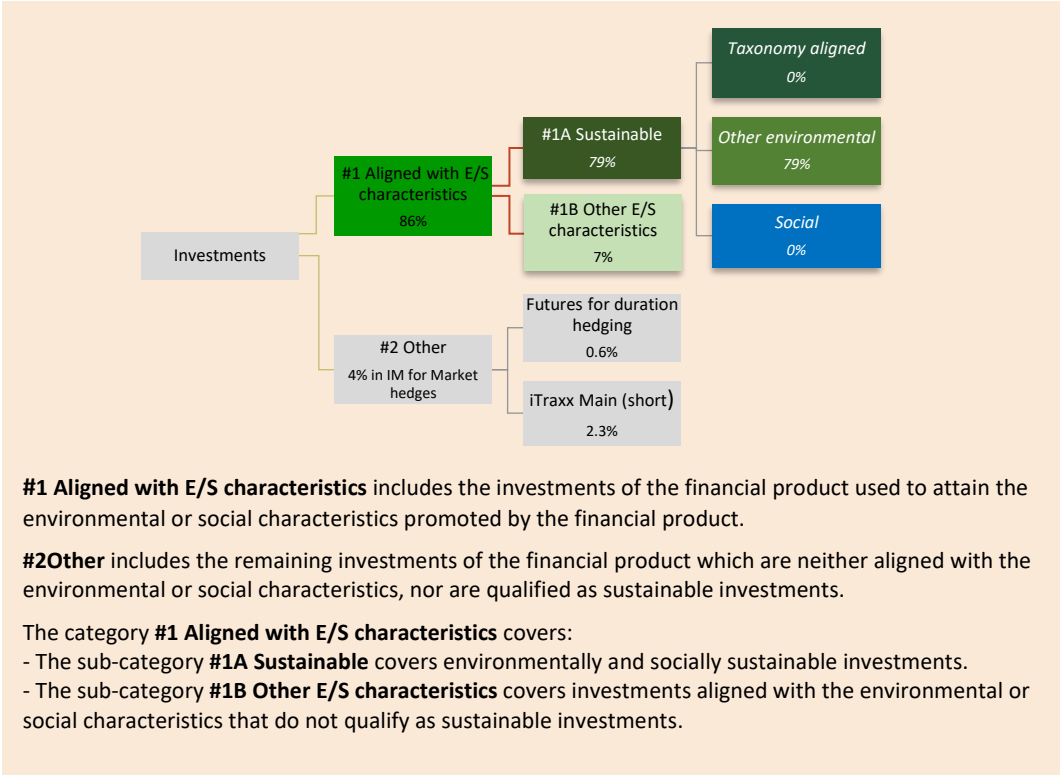 Taxonomy aligned
0%
#1A Sustainable
79%
Other environmental
79%
#1 Aligned with E/S
characteristics
86%
#1B Other E/S
characteristics
7%
Social
0%
Investments
Futures for duration
hedging
0.6%
#2 Other
4% in IM for Market
hedges
iTraxx Main (short)
2.3%
#1 Aligned with E/S characteristics includes the investments of the financial product used to attain the
environmental or social characteristics promoted by the financial product.
#2Other includes the remaining investments of the financial product which are neither aligned with the
environmental or social characteristics, nor are qualified as sustainable investments.
The category #1 Aligned with E/S characteristics covers:
- The sub-category #1A Sustainable covers environmentally and socially sustainable investments.
- The sub-category #1B Other E/S characteristics covers investments aligned with the environmental or
social characteristics that do not qualify as sustainable investments.